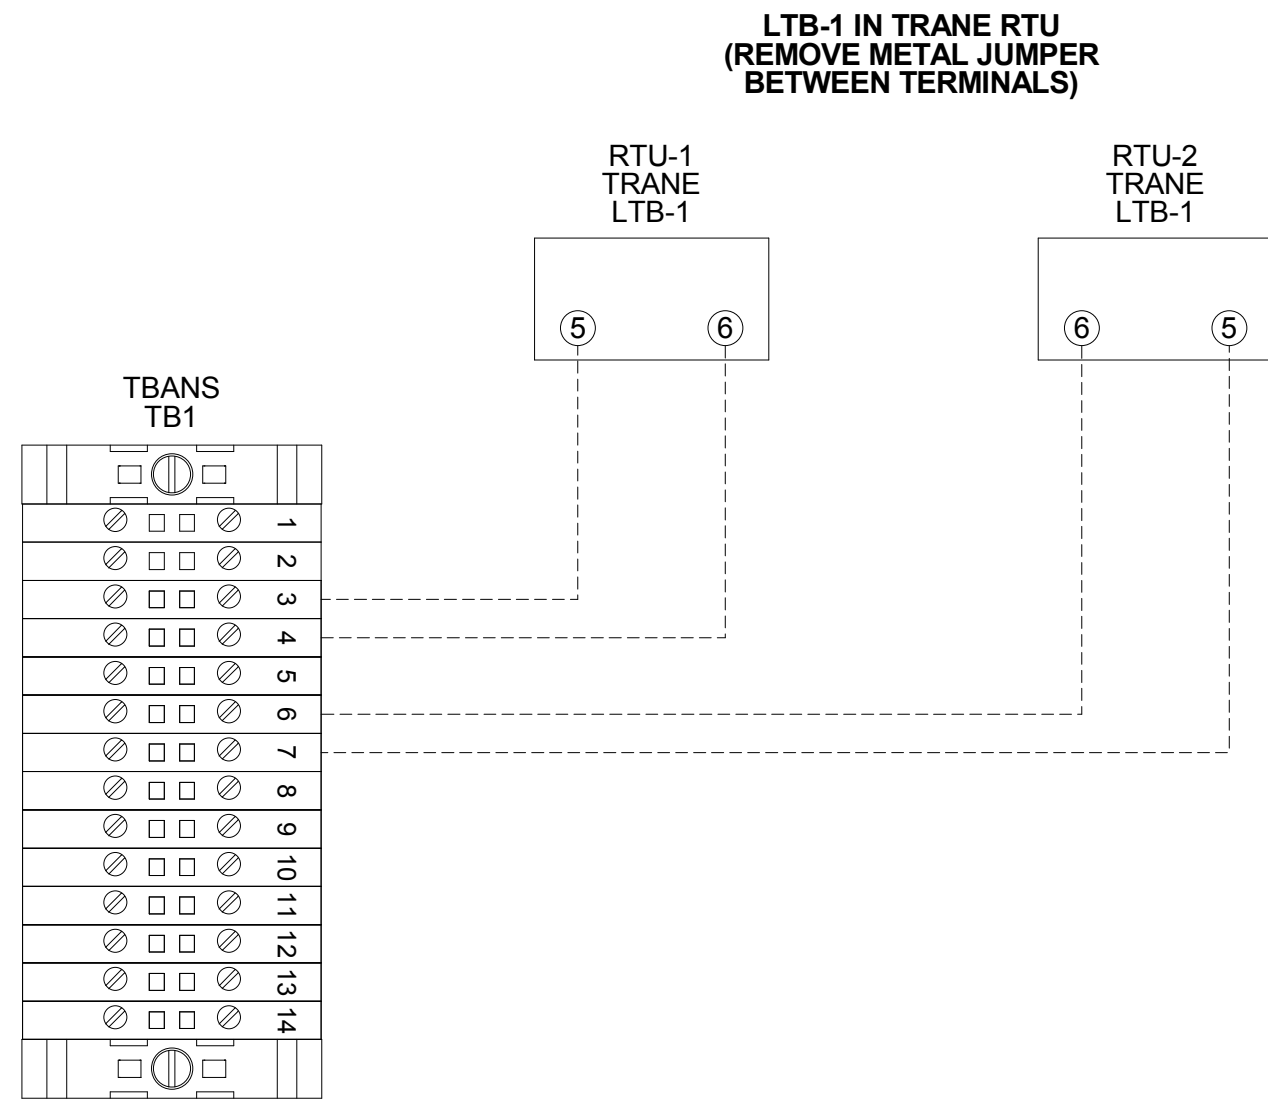 LTB-1 IN TRANE RTU
(REMOVE METAL JUMPER
BETWEEN TERMINALS)
RTU-1
TRANE
LTB-1
RTU-2
TRANE
LTB-1
5
6
6
5
TBANS
TB1
1
2
3
4
5
6
7
8
9
10
11
12
13
14